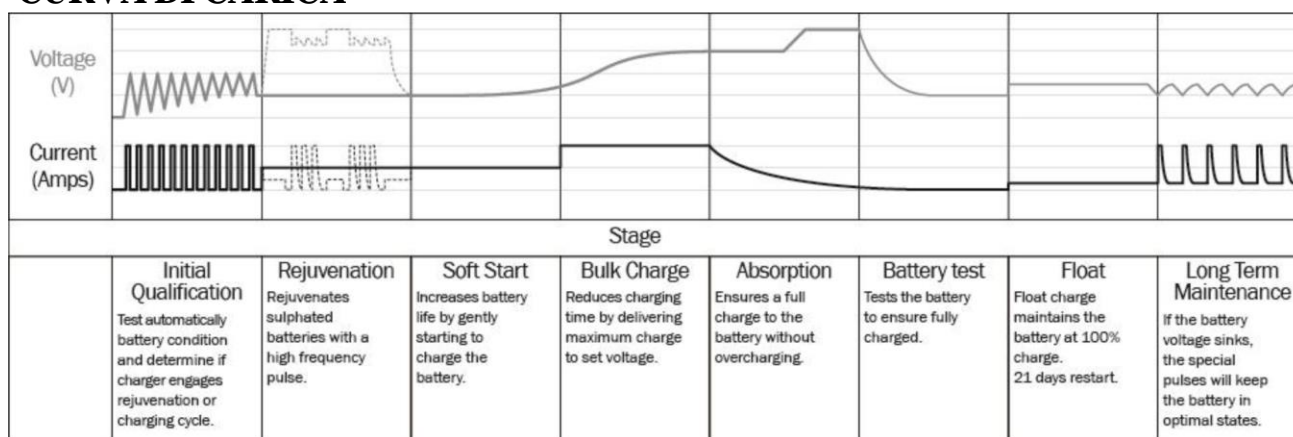 CURVA DI CARICA
Voltage
(V)
Current
(Amps)
Stage
Initial
Qualification
Test automatically
battery condition
and determine if
charger engages
rejuvenation or
charging cycle.
Rejuvenation
Rejuvenates
sulphated
batteries with a
high frequency
pulse.
Soft Start
Increases battery
life by gently
starting to
charge the
battery.
Bulk Charge
Reduces charging
time by delivering
maximum charge
to set voltage.
Absorption
Ensures a full
charge to the
battery without
overcharging.
Battery test
Tests the battery
to ensure fully
charged.
Float
Float charge
maintains the
battery at 100%
charge.
21 days restart.
Long Term
Maintenance
If the battery
voltage sinks,
the special
pulses will keep
the battery in
optimal states.